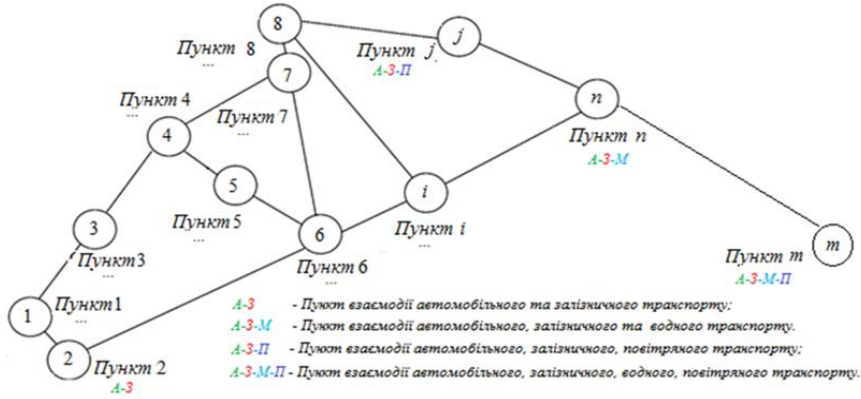 8
j
Пункт 8
...
Пункт j
А-З-П
7
n
Пункт 4
...
Пункт 7
...
4
Пункт n
А-З-М
5
i
Пункт 5
...
3
6
Пункт i
...
m
Пункт 3
...
Пункт 6
...
Пункт m
А-З-М-П
1
Пункт 1
...
2
Пункт 2
А-З
А-З - Пункт взаємодії автомобільного та залізничного транспорту;
А-З-М - Пункт взаємодії автомобільного, залізничного та водного транспорту.
А-З-П - Пункт взаємодії автомобільного, залізничного, повітряного транспорту;
А-З-М-П - Пункт взаємодії автомобільного, залізничного, водного, повітряного транспорту.